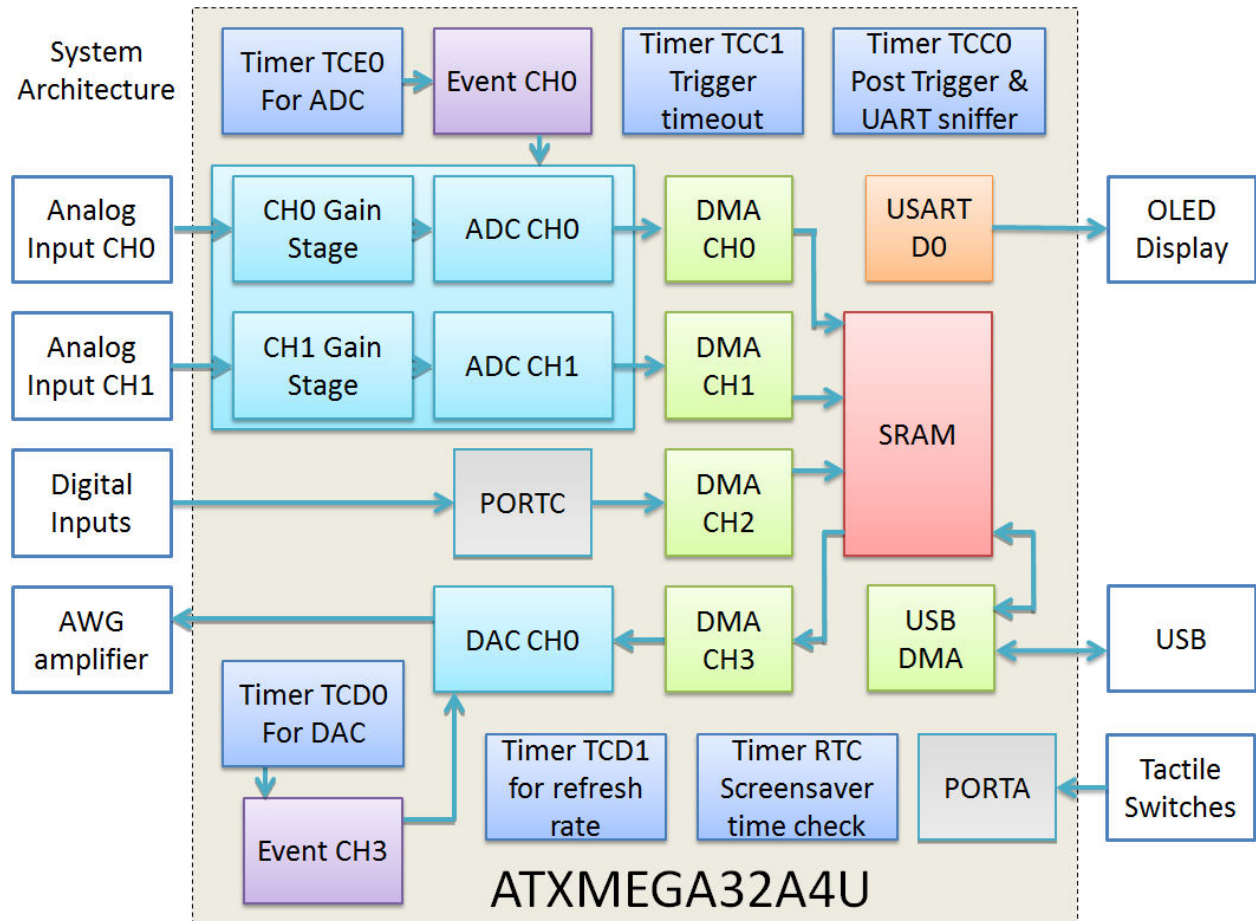 System
Architecture
Timer TCE0
For ADC
Event CH0
Timer TCC1
Trigger
timeout
Timer TCC0
Post Trigger &
UART sniffer
Analog
Input CH0
CH0 Gain
Stage
ADC CH0
DMA
CH0
USART
D0
OLED
Display
Analog
Input CH1
CH1 Gain
Stage
ADC CH1
DMA
CH1
SRAM
Digital
Inputs
PORTC
DMA
CH2
AWG
amplifier
DAC CH0
DMA
CH3
USB
DMA
USB
Timer TCD0
For DAC
Event CH3
Timer TCD1
for refresh
rate
Timer RTC
Screensaver
time check
PORTA
Tactile
Switches
ATXMEGA32A4U